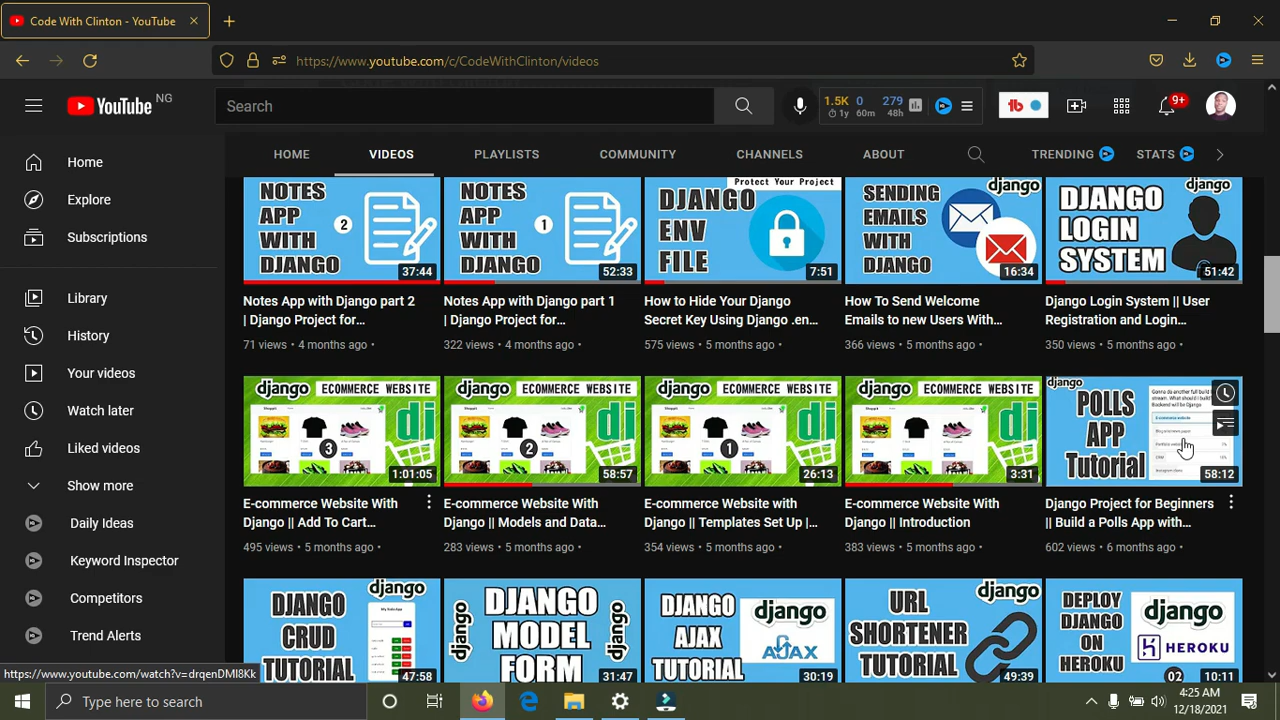 Code With Clinton - YouTube
https://www.youtube.com/c/CodeWithClinton/videos
YouTube NG
Search
1.5K 0 279
1y 60m 48h
9+
HOME VIDEOS PLAYLISTS COMMUNITY CHANNELS ABOUT TRENDING STATS
Home
Explore
Subscriptions
Library
History
Your videos
Watch later
Liked videos
Show more
Daily Ideas
Keyword Inspector
Competitors
Trend Alerts
NOTES
APP
WITH
DJANGO
2
37:44
Notes App with Django part 2
| Django Project for...
71 views • 4 months ago •
NOTES
APP
WITH
DJANGO
1
52:33
Notes App with Django part 1
| Django Project for...
322 views • 4 months ago •
Protect Your Project
DJANGO
ENV
FILE
7:51
How to Hide Your Django
Secret Key Using Django .en...
575 views • 5 months ago •
django
SENDING
EMAILS
WITH
DJANGO
16:34
How To Send Welcome
Emails to new Users With...
366 views • 5 months ago •
django
DJANGO
LOGIN
SYSTEM
51:42
Django Login System || User
Registration and Login...
350 views • 5 months ago •
django ECOMMERCE WEBSITE
dj
3
1:01:05
E-commerce Website With
Django || Add To Cart...
495 views • 5 months ago •
django ECOMMERCE WEBSITE
dj
2
58:57
E-commerce Website With
Django || Models and Data...
283 views • 5 months ago •
django ECOMMERCE WEBSITE
dj
1
26:13
E-commerce Website with
Django || Templates Set Up |...
354 views • 5 months ago •
django ECOMMERCE WEBSITE
dj
3:31
E-commerce Website With
Django || Introduction
383 views • 5 months ago •
django
POLLS
APP
Tutorial
58:12
Django Project for Beginners
|| Build a Polls App with...
602 views • 6 months ago •
django
DJANGO
CRUD
TUTORIAL
47:58
django
DJANGO
MODEL
FORM
django
31:47
DJANGO
AJAX
TUTORIAL
django
AJAX
30:19
django
URL
SHORTENER
TUTORIAL
49:39
DEPLOY
DJANGO
ON
HEROKU
django
HEROKU
02
10:11
https://www.youtube.com/watch?v=drqenDMI8Kk
Type here to search
4:25 AM
12/18/2021